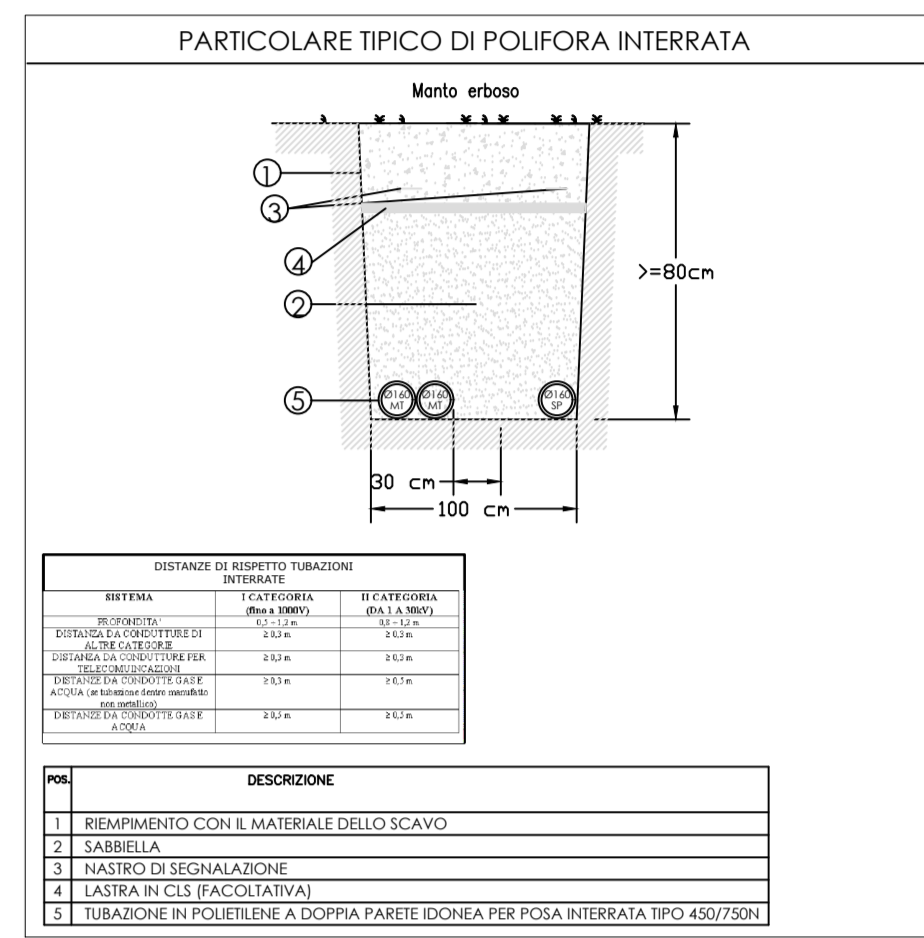 PARTICOLARE TIPICO DI POLIFORA INTERRATA
Manto erboso
1
3
4
2
5
Ø160
MT
Ø160
MT
Ø160
SP
>=80cm
30 cm
100 cm
DISTANZE DI RISPETTO TUBAZIONI
INTERRATE
SISTEMA I CATEGORIA II CATEGORIA
(fino a 1000V) (DA 1 A 30kV)
PROFONDITA' 0,5 ÷ 1,2 m 0,8 ÷ 1,2 m
DISTANZA DA CONDUTTURE DI ≥ 0,3 m ≥ 0,3 m
ALTRE CATEGORIE
DISTANZA DA CONDUTTURE PER ≥ 0,3 m ≥ 0,3 m
TELECOMUINCAZIONI
DISTANZE DA CONDOTTE GAS E ≥ 0,3 m ≥ 0,5 m
ACQUA (se tubazione dentro manufatto
non metallico)
DISTANZE DA CONDOTTE GAS E ≥ 0,5 m ≥ 0,5 m
ACQUA
POS. DESCRIZIONE
1 RIEMPIMENTO CON IL MATERIALE DELLO SCAVO
2 SABBIELLA
3 NASTRO DI SEGNALAZIONE
4 LASTRA IN CLS (FACOLTATIVA)
5 TUBAZIONE IN POLIETILENE A DOPPIA PARETE IDONEA PER POSA INTERRATA TIPO 450/750N